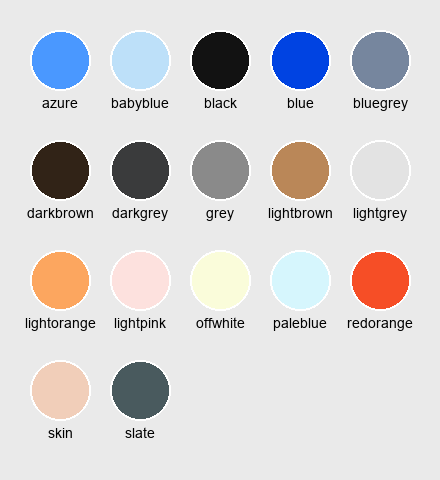 azure babyblue black blue bluegrey
darkbrown darkgrey grey lightbrown lightgrey
lightorange lightpink offwhite paleblue redorange
skin slate